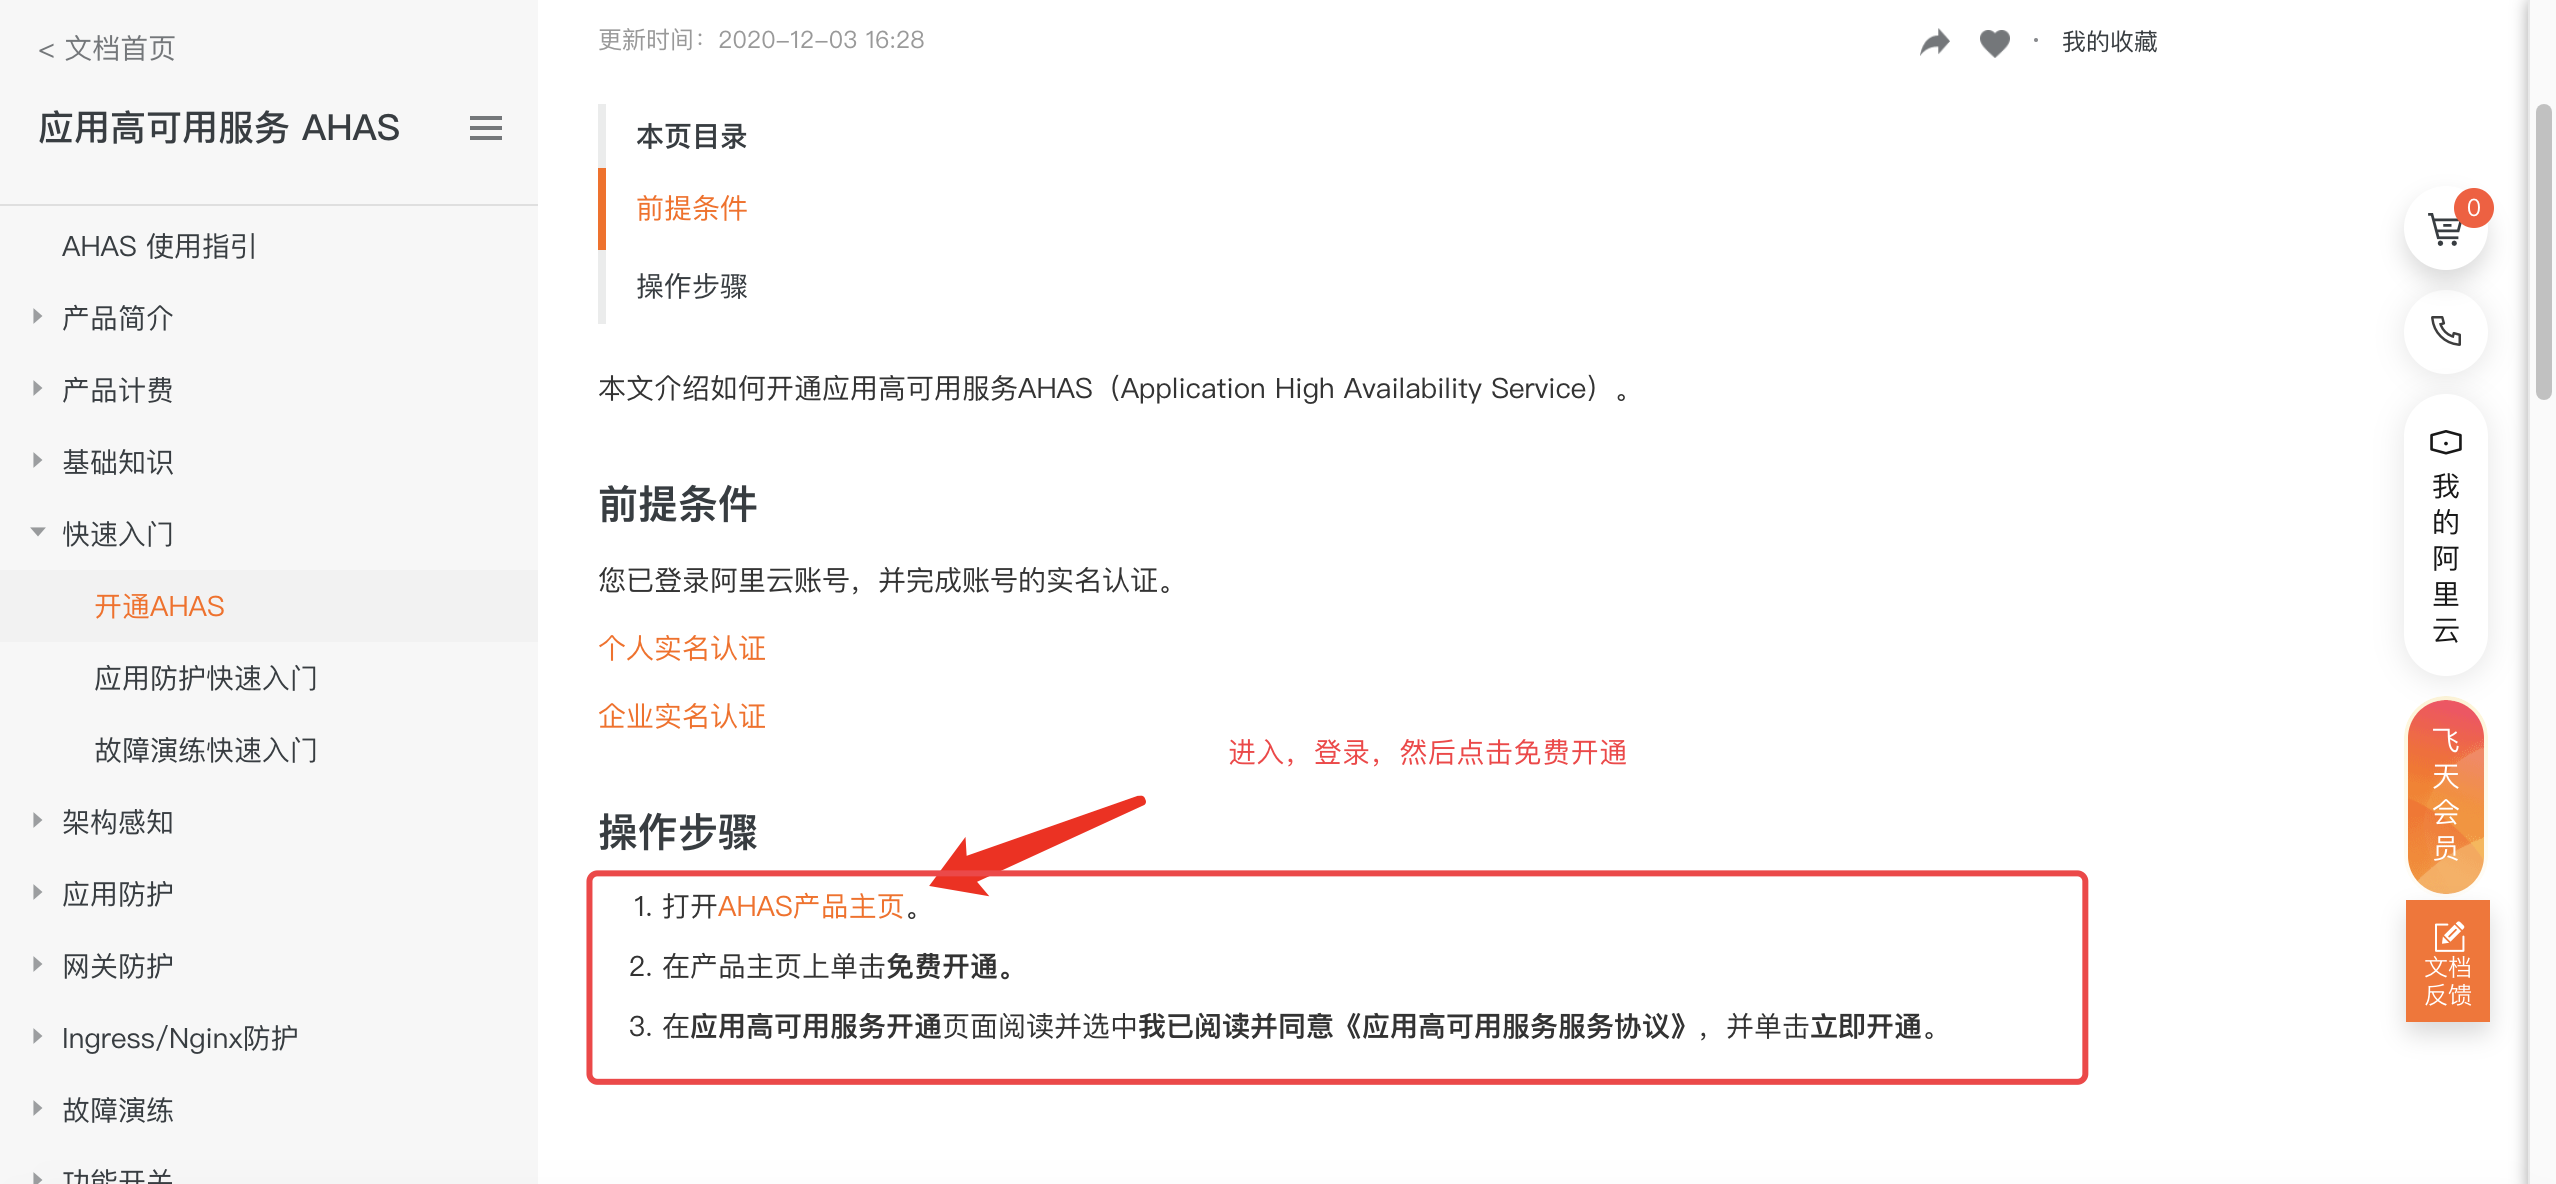 < 文档首页
应用高可用服务 AHAS
AHAS 使用指引
产品简介
产品计费
基础知识
快速入门
开通AHAS
应用防护快速入门
故障演练快速入门
架构感知
应用防护
网关防护
Ingress/Nginx防护
故障演练
功能开关
更新时间：2020-12-03 16:28
· 我的收藏
本页目录
前提条件
操作步骤
本文介绍如何开通应用高可用服务AHAS（Application High Availability Service）。
前提条件
您已登录阿里云账号，并完成账号的实名认证。
个人实名认证
企业实名认证
进入，登录，然后点击免费开通
操作步骤
1. 打开AHAS产品主页。
2. 在产品主页上单击免费开通。
3. 在应用高可用服务开通页面阅读并选中我已阅读并同意《应用高可用服务服务协议》，并单击立即开通。
0
我的阿里云
飞天会员
文档
反馈